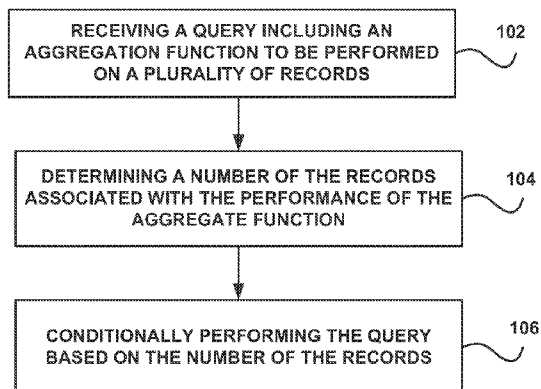 RECEIVING A QUERY INCLUDING AN
AGGREGATION FUNCTION TO BE PERFORMED
ON A PLURALITY OF RECORDS
102
DETERMINING A NUMBER OF THE RECORDS
ASSOCIATED WITH THE PERFORMANCE OF THE
AGGREGATE FUNCTION
104
CONDITIONALLY PERFORMING THE QUERY
BASED ON THE NUMBER OF THE RECORDS
106